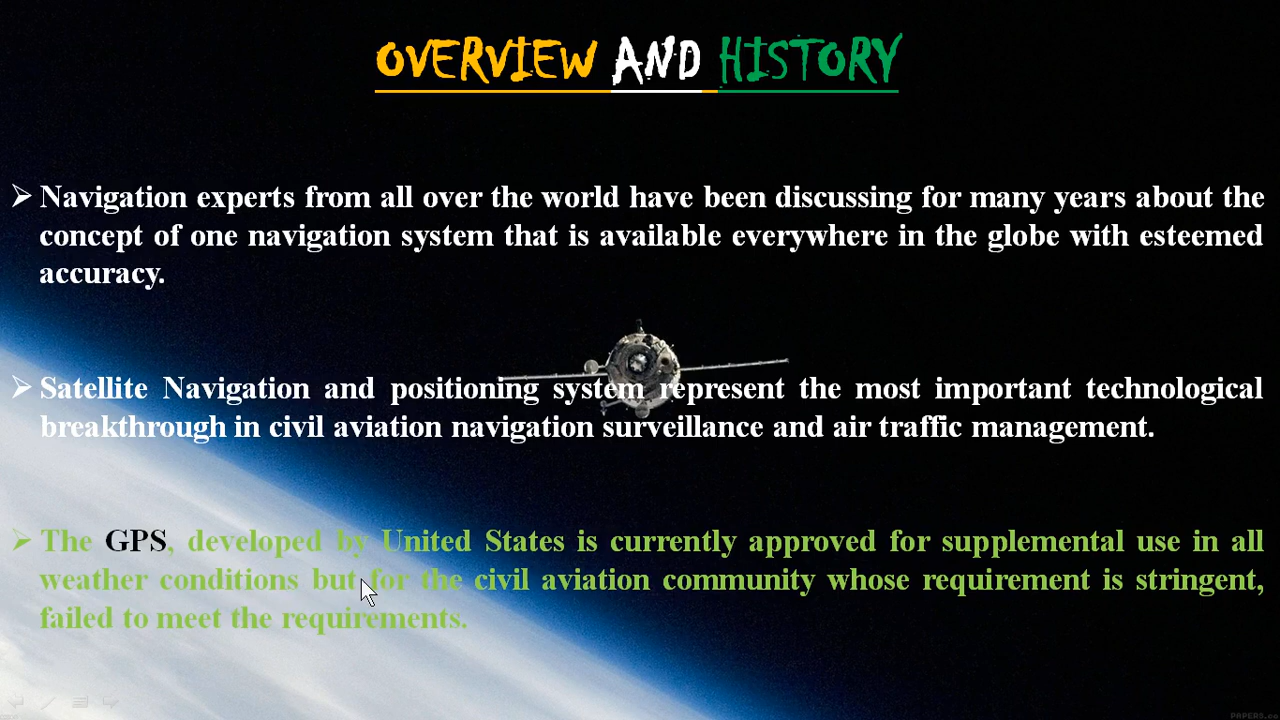 OVERVIEW AND HISTORY
➢ Navigation experts from all over the world have been discussing for many years about the
concept of one navigation system that is available everywhere in the globe with esteemed
accuracy.
➢ Satellite Navigation and positioning system represent the most important technological
breakthrough in civil aviation navigation surveillance and air traffic management.
➢ The GPS, developed by United States is currently approved for supplemental use in all
weather conditions but for the civil aviation community whose requirement is stringent,
failed to meet the requirements.